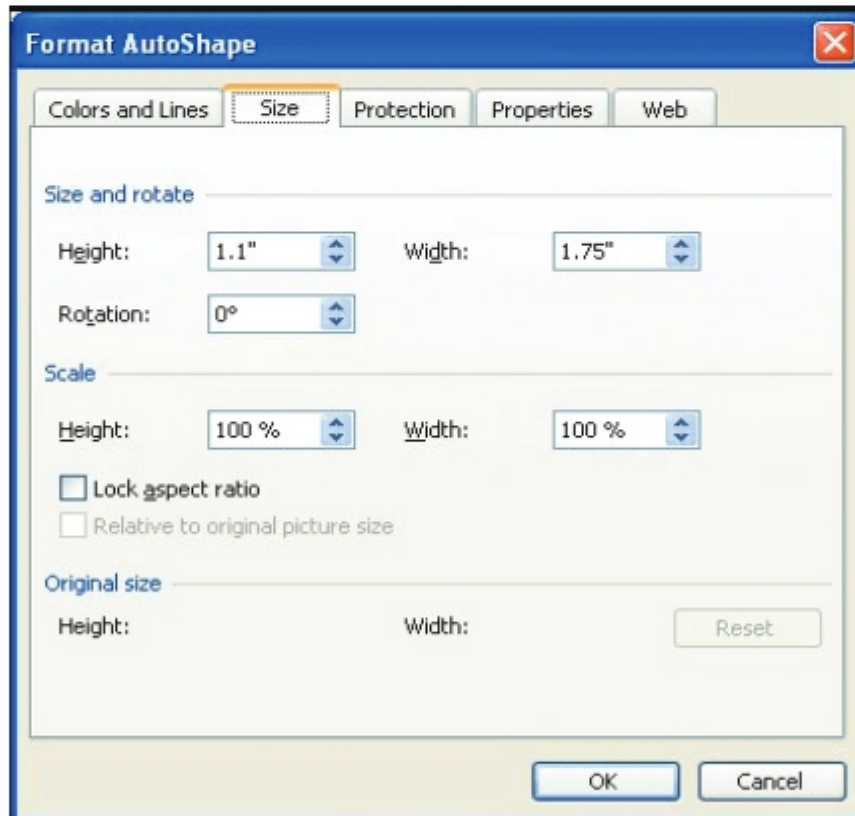 Format AutoShape
Colors and Lines Size Protection Properties Web
Size and rotate
Height: 1.1" Width: 1.75"
Rotation: 0°
Scale
Height: 100 % Width: 100 %
Lock aspect ratio
Relative to original picture size
Original size
Height: Width: Reset
OK Cancel